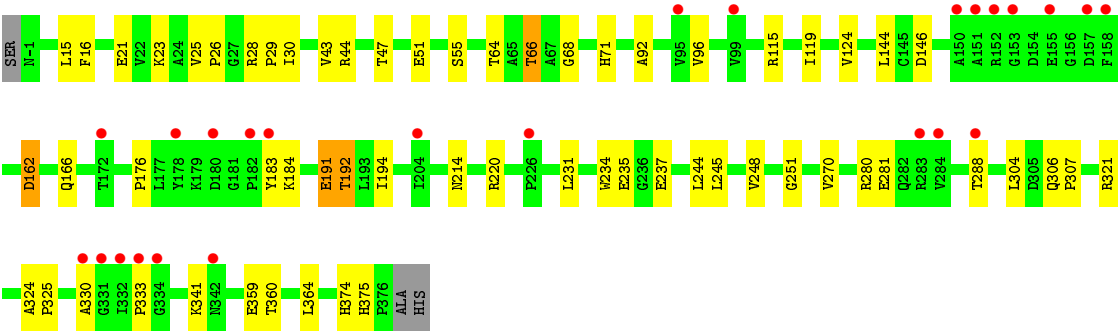 SER N-1 L15 F16 E21 V22 K23 A24 V25 P26 G27 R28 P29 I30 V43 R44 T47 E51 S55 T64 A65 T66 A67 G68 H71 A92 V95 V96 V99 R115 I119 V124 L144 C145 D146 A150 A151 R152 G153 D154 E155 G156 D157 F158
D162 Q166 T172 P176 L177 Y178 K179 D180 G181 P182 Y183 K184 E191 T192 L193 I194 I204 N214 R220 P226 L231 W234 E235 G236 E237 L244 L245 V248 G251 V270 R280 E281 Q282 R283 V284 T288 L304 D305 Q306 P307 R321
A324 P325 A330 G331 I332 P333 G334 K341 N342 E359 T360 L364 H374 H375 P376 ALA HIS